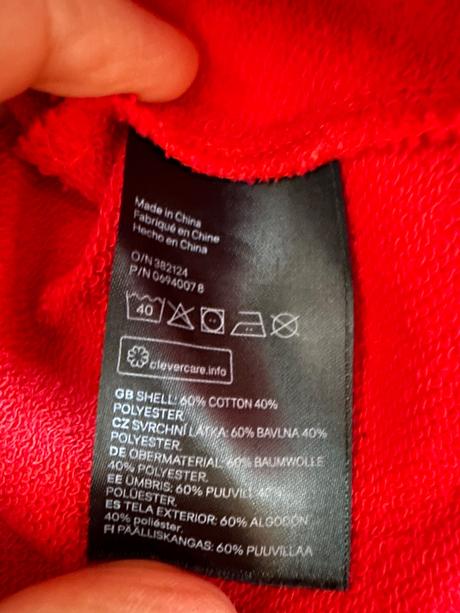 Made in China
Fabriqué en Chine
Hecho en China
O/N 382124
P/N 06940078
40
clevercare.info
GB SHELL: 60% COTTON 40%
POLYESTER.
CZ SVRCHNÍ LÁTKA: 60% BAVLNA 40%
POLYESTER.
DE OBERMATERIAL: 60% BAUMWOLLE
40% POLYESTER.
EE ÜMBRIS: 60% PUUVILL 40%
POLÜESTER.
ES TELA EXTERIOR: 60% ALGODÓN
40% poliéster.
FI PÄÄLLISKANGAS: 60% PUUVILLAA